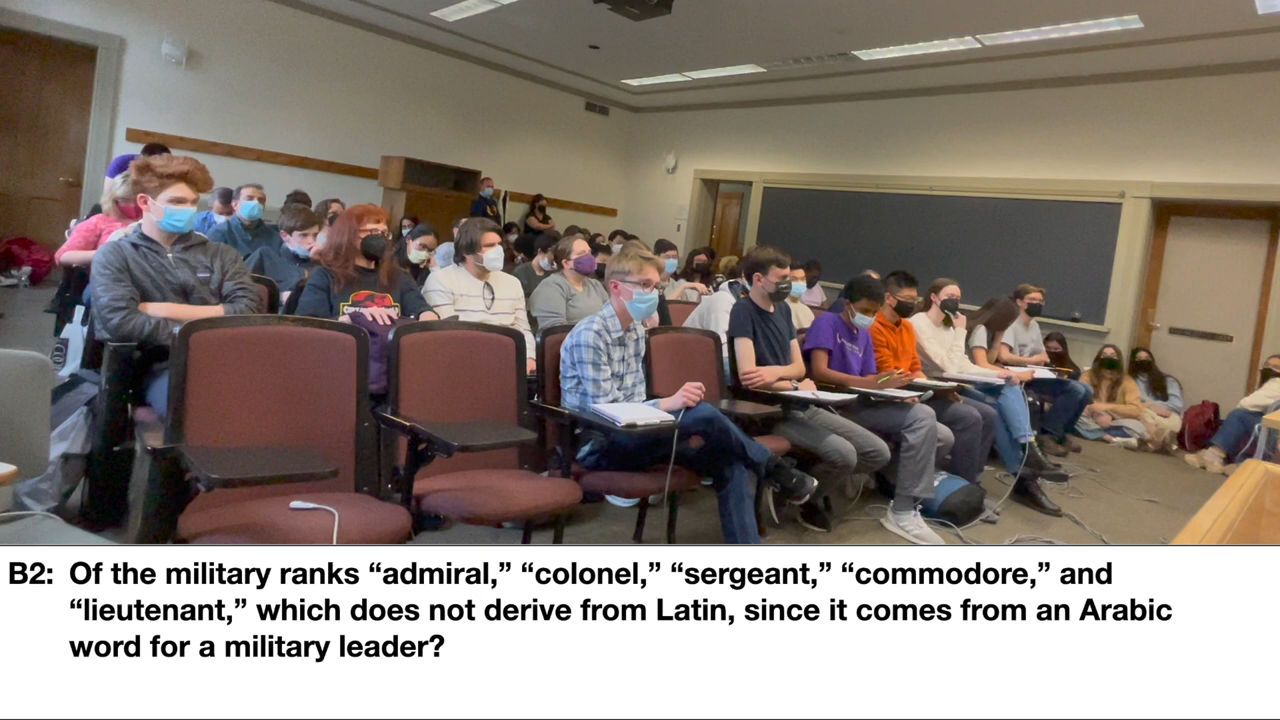 B2: Of the military ranks “admiral,” “colonel,” “sergeant,” “commodore,” and
“lieutenant,” which does not derive from Latin, since it comes from an Arabic
word for a military leader?